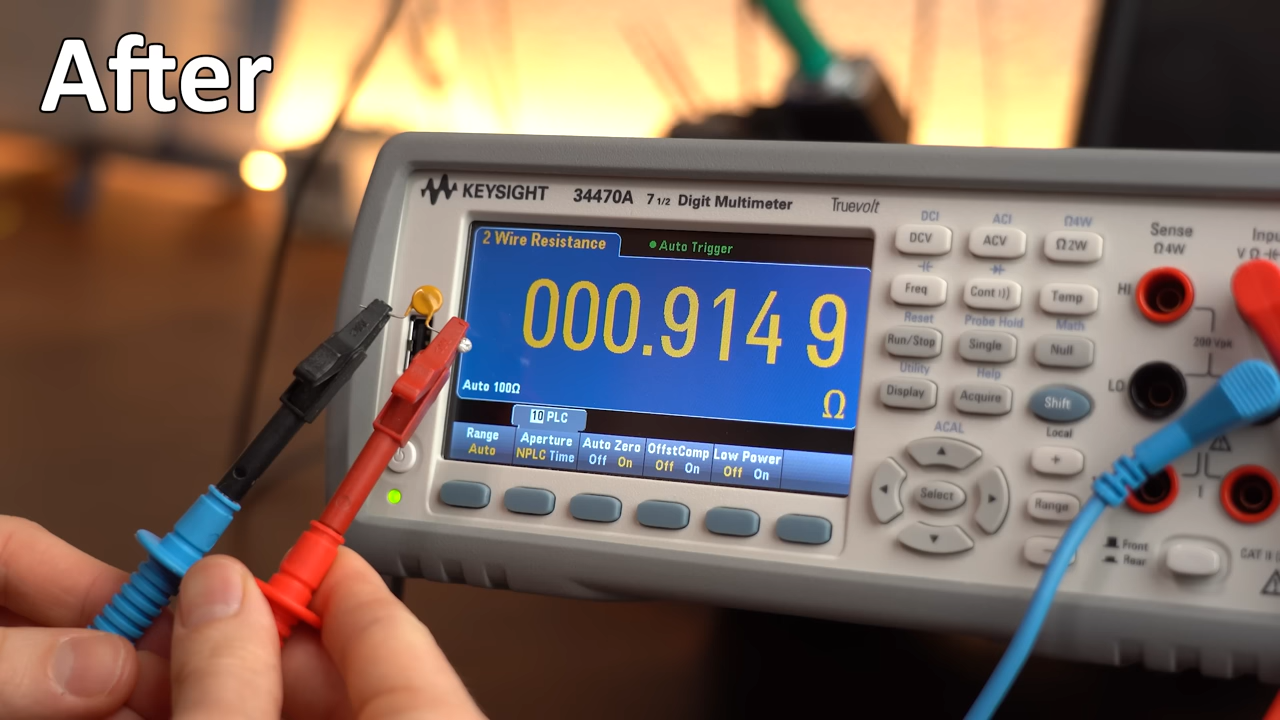 After
KEYSIGHT 34470A 7 1/2 Digit Multimeter Truevolt
2 Wire Resistance
Auto Trigger
000.914 9
Auto 100Ω
Ω
10 PLC
Range
Auto
Aperture
NPLC Time
Auto Zero
Off On
OffstComp
Off On
Low Power
Off On
DCI ACI Ω4W
DCV ACV Ω2W
Freq Cont Temp
Reset Probe Hold Math
Run/Stop Single Null
Utility Help
Display Acquire Shift
Local
ACAL
+
Select
Range
−
Sense
Ω4W
HI
LO
200 Vpk
Front
Rear
I
CAT II